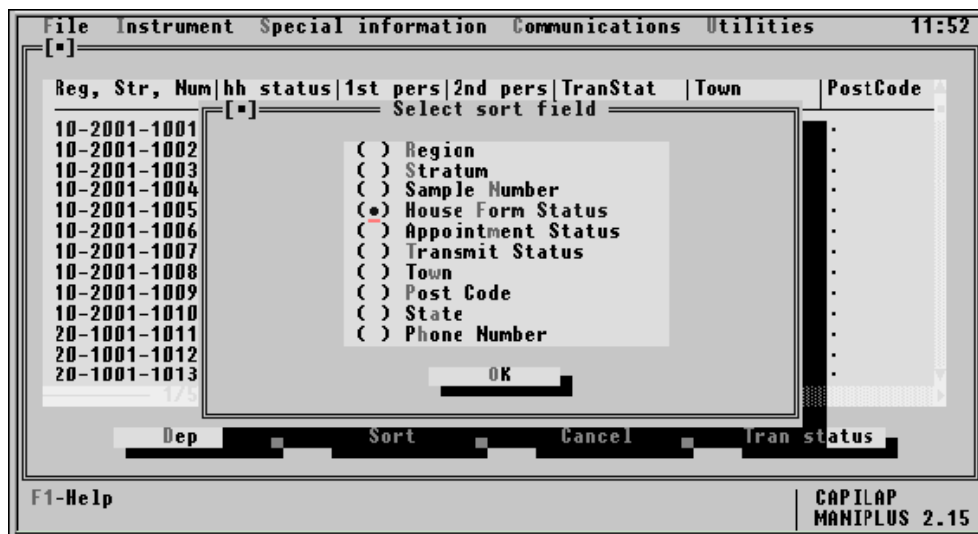 File Instrument Special information Communications Utilities 11:52
[▪]
Reg, Str, Num|hh status|1st pers|2nd pers|TranStat |Town |PostCode
[▪] Select sort field
10-2001-1001 .
10-2001-1002 ( ) Region .
10-2001-1003 ( ) Stratum .
10-2001-1004 ( ) Sample Number .
10-2001-1005 (•) House Form Status .
10-2001-1006 ( ) Appointment Status .
10-2001-1007 ( ) Transmit Status .
10-2001-1008 ( ) Town .
10-2001-1009 ( ) Post Code .
10-2001-1010 ( ) State .
20-1001-1011 ( ) Phone Number .
20-1001-1012 .
20-1001-1013 OK .
Dep Sort Cancel Tran status
F1-Help CAPILAP
MANIPLUS 2.15